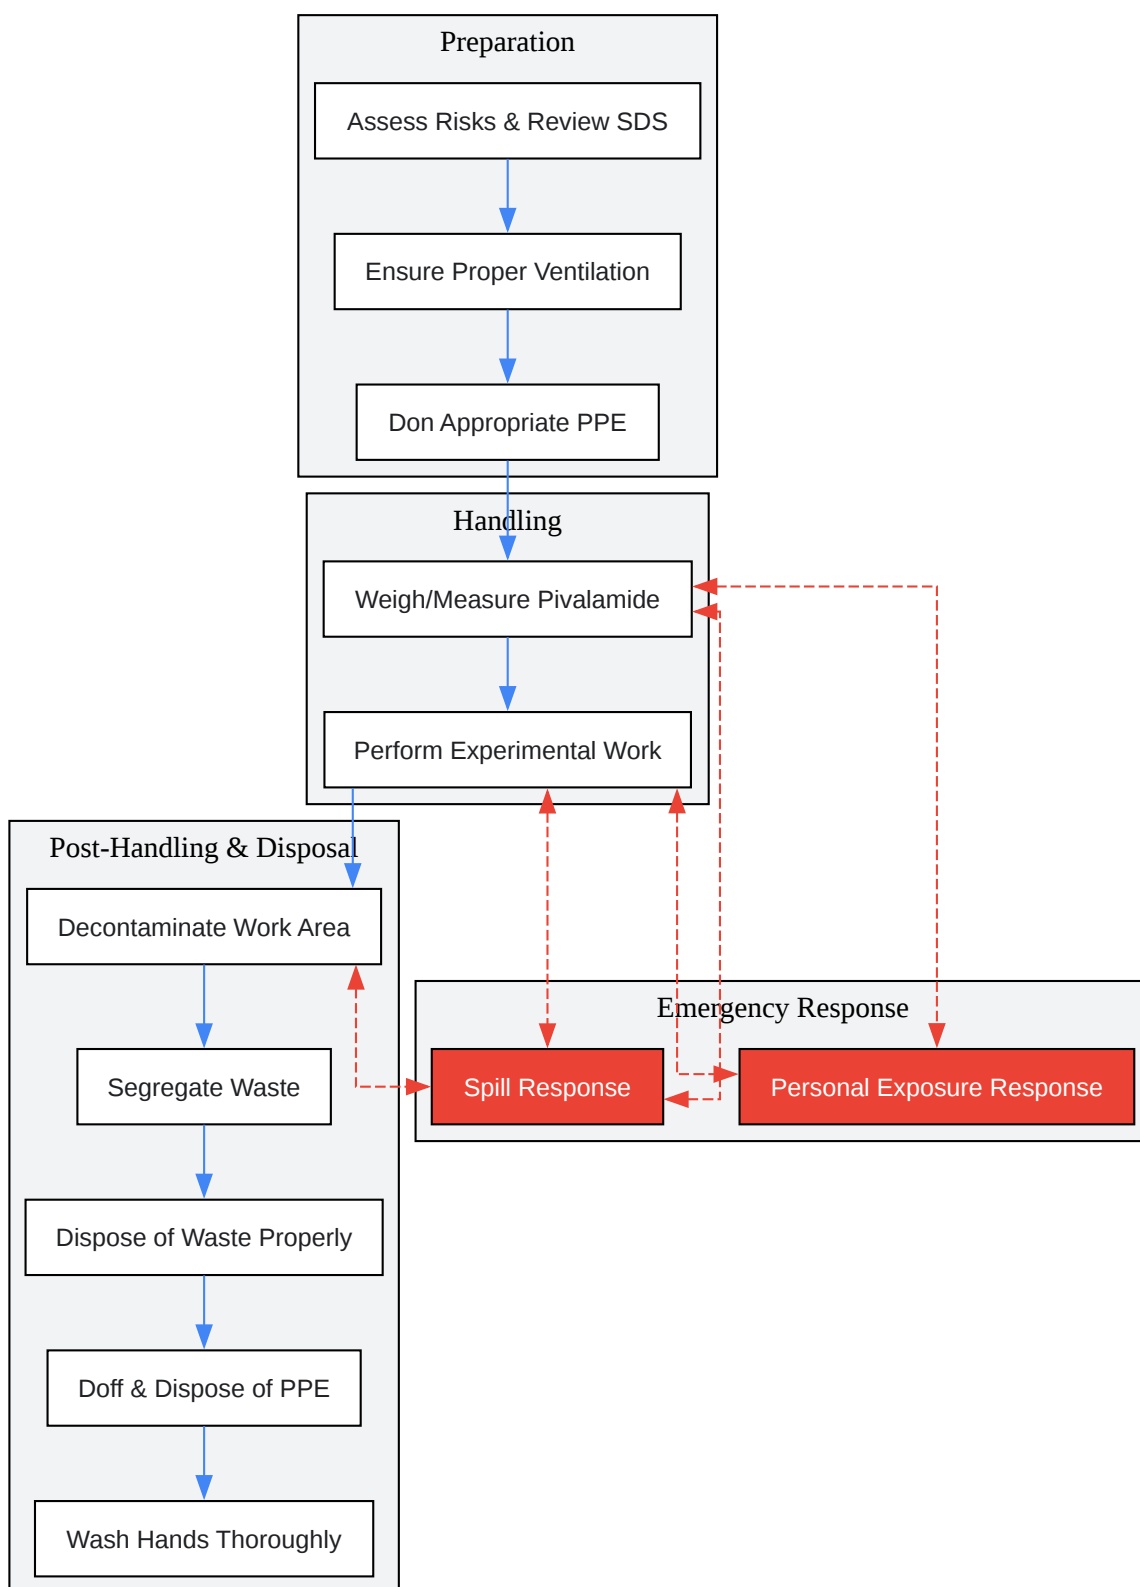 Preparation
Assess Risks & Review SDS
Ensure Proper Ventilation
Don Appropriate PPE
Handling
Weigh/Measure Pivalamide
Perform Experimental Work
Post-Handling & Disposal
Decontaminate Work Area
Segregate Waste
Dispose of Waste Properly
Doff & Dispose of PPE
Wash Hands Thoroughly
Emergency Response
Spill Response
Personal Exposure Response